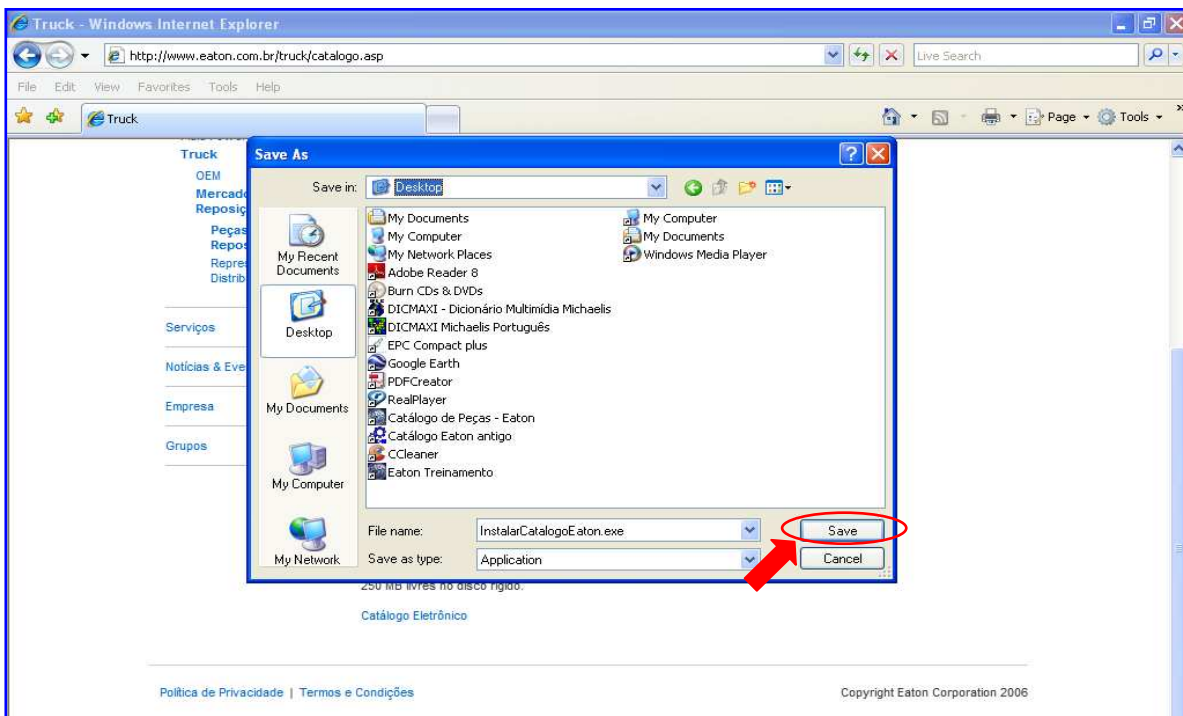 Truck - Windows Internet Explorer
http://www.eaton.com.br/truck/catalogo.asp
Live Search
File Edit View Favorites Tools Help
Truck
Page Tools
Truck
OEM
Mercado
Peças
Serviços
Notícias &
Empresa
Grupos
Save As
Save in: Desktop
My Recent Documents
Desktop
My Documents
My Computer
My Network
My Documents
My Computer
My Network Places
Adobe Reader 8
Burn CDs & DVDs
DICMAXI - Dicionário Multimídia Michaelis
DICMAXI Michaelis Português
EPC Compact plus
Google Earth
PDFCreator
RealPlayer
Catálogo de Peças - Eaton
Catálogo Eaton antigo
CCleaner
Eaton Treinamento
My Computer
My Documents
Windows Media Player
File name: InstalarCatalogoEaton.exe
Save
Save as type: Application
Cancel
250 MB livres no disco rígido.
Catálogo Eletrônico
Política de Privacidade | Termos e Condições
Copyright Eaton Corporation 2006